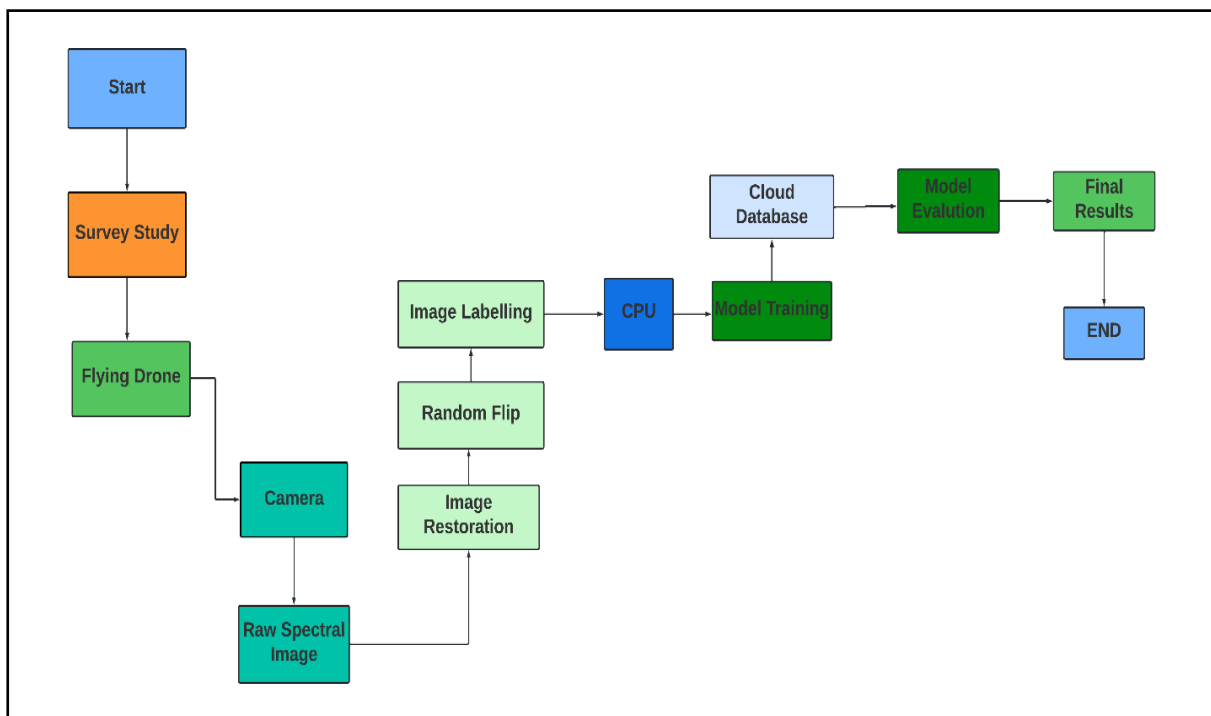 Start
Survey Study
Flying Drone
Camera
Raw Spectral
Image
Image
Restoration
Random Flip
Image Labelling
CPU
Model Training
Cloud
Database
Model
Evalution
Final
Results
END